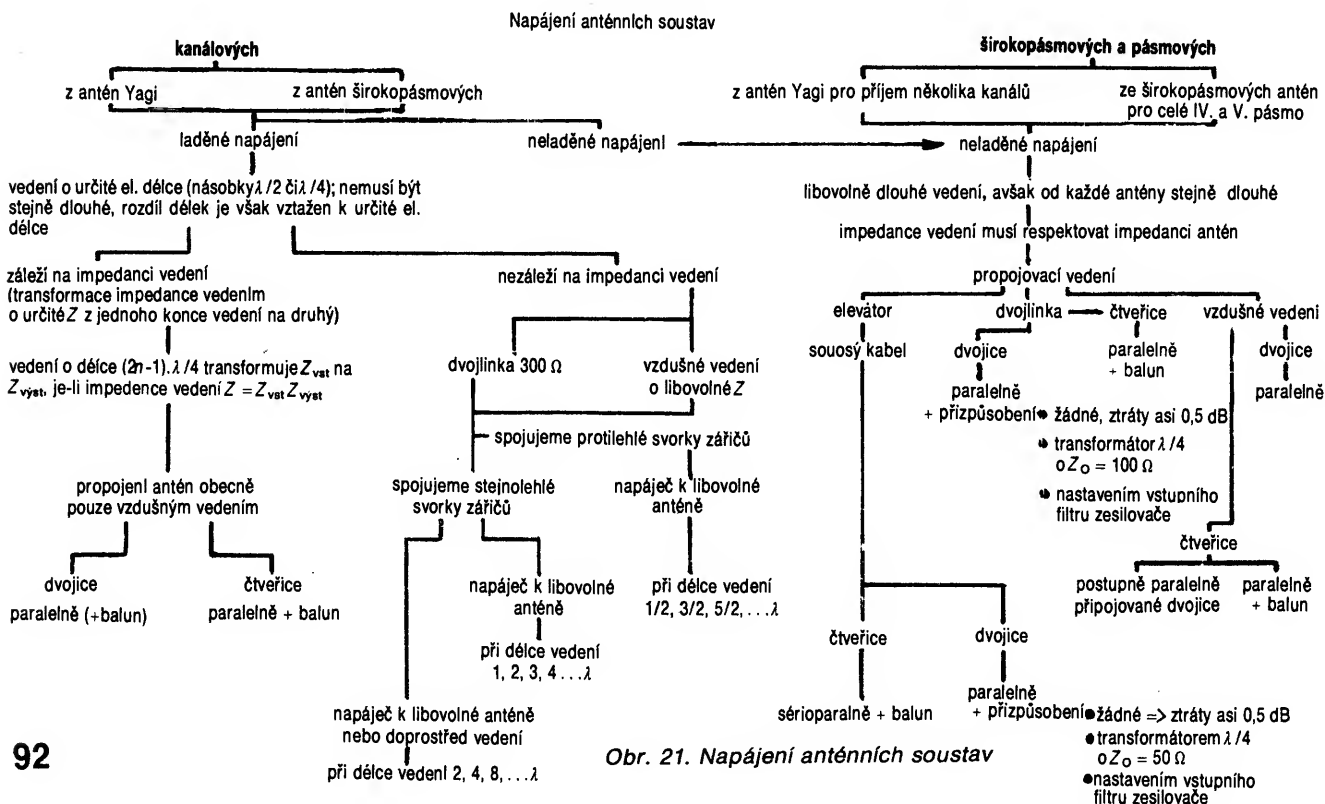 Napájení anténních soustav
kanálových
z antén Yagi
z antén širokopásmových
laděné napájení
neladěné napájení
vedení o určité el. délce (násobky λ/2 či λ/4); nemusí být
stejně dlouhé, rozdíl délek je však vztažen k určité el.
délce
záleží na impedanci vedení
(transformace impedance vedením
o určité Z z jednoho konce vedení na druhý)
vedení o délce (2n-1).λ/4 transformuje Zvst na
Zvýst, je-li impedence vedení Z = Zvst Zvýst
propojení antén obecně
pouze vzdušným vedením
dvojice
paralelně (+balun)
čtveřice
paralelně + balun
nezáleží na impedanci vedení
dvojlinka 300 Ω
vzdušné vedení
o libovolné Z
spojujeme protilehlé svorky zářičů
spojujeme stejnolehlé
svorky zářičů
napáječ k libovolné
anténě
při délce vedení
1/2, 3/2, 5/2, ...λ
napáječ k libovolné
anténě
při délce vedení
1, 2, 3, 4 ...λ
napáječ k libovolné anténě
nebo doprostřed vedení
při délce vedení 2, 4, 8, ...λ
širokopásmových a pásmových
z antén Yagi pro příjem několika kanálů
ze širokopásmových antén
pro celé IV. a V. pásmo
neladěné napájení
libovolně dlouhé vedení, avšak od každé antény stejně dlouhé
impedance vedení musí respektovat impedanci antén
propojovací vedení
elevátor
souosý kabel
dvojlinka
čtveřice
paralelně
+ balun
dvojice
paralelně
+ přizpůsobení
• žádné, ztráty asi 0,5 dB
• transformátor λ/4
o ZO = 100 Ω
• nastavením vstupního
filtru zesilovače
vzdušné vedení
dvojice
paralelně
čtveřice
postupně paralelně
připojované dvojice
paralelně
+ balun
čtveřice
sérioparalně + balun
dvojice
paralelně
+ přizpůsobení
• žádné => ztráty asi 0,5 dB
• transformátorem λ/4
o ZO = 50 Ω
• nastavením vstupního
filtru zesilovače
Obr. 21. Napájení anténních soustav
92